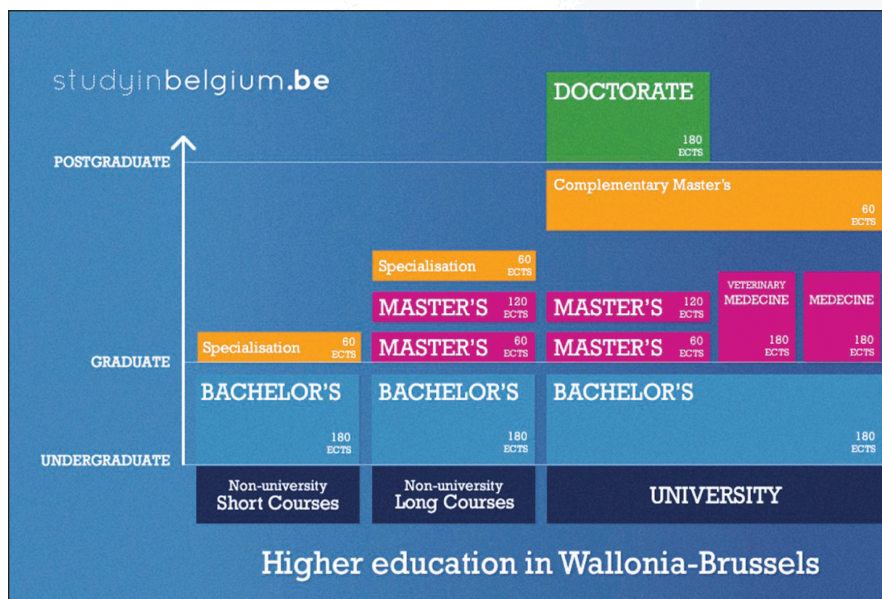 studyinbelgium.be
DOCTORATE
180
ECTS
POSTGRADUATE
Complementary Master's
60
ECTS
Specialisation
60
ECTS
MASTER'S
120
ECTS
MASTER'S
120
ECTS
VETERINARY
MEDECINE
180
ECTS
MEDECINE
180
ECTS
Specialisation
60
ECTS
MASTER'S
60
ECTS
MASTER'S
60
ECTS
GRADUATE
BACHELOR'S
180
ECTS
BACHELOR'S
180
ECTS
BACHELOR'S
180
ECTS
UNDERGRADUATE
Non-university
Short Courses
Non-university
Long Courses
UNIVERSITY
Higher education in Wallonia-Brussels